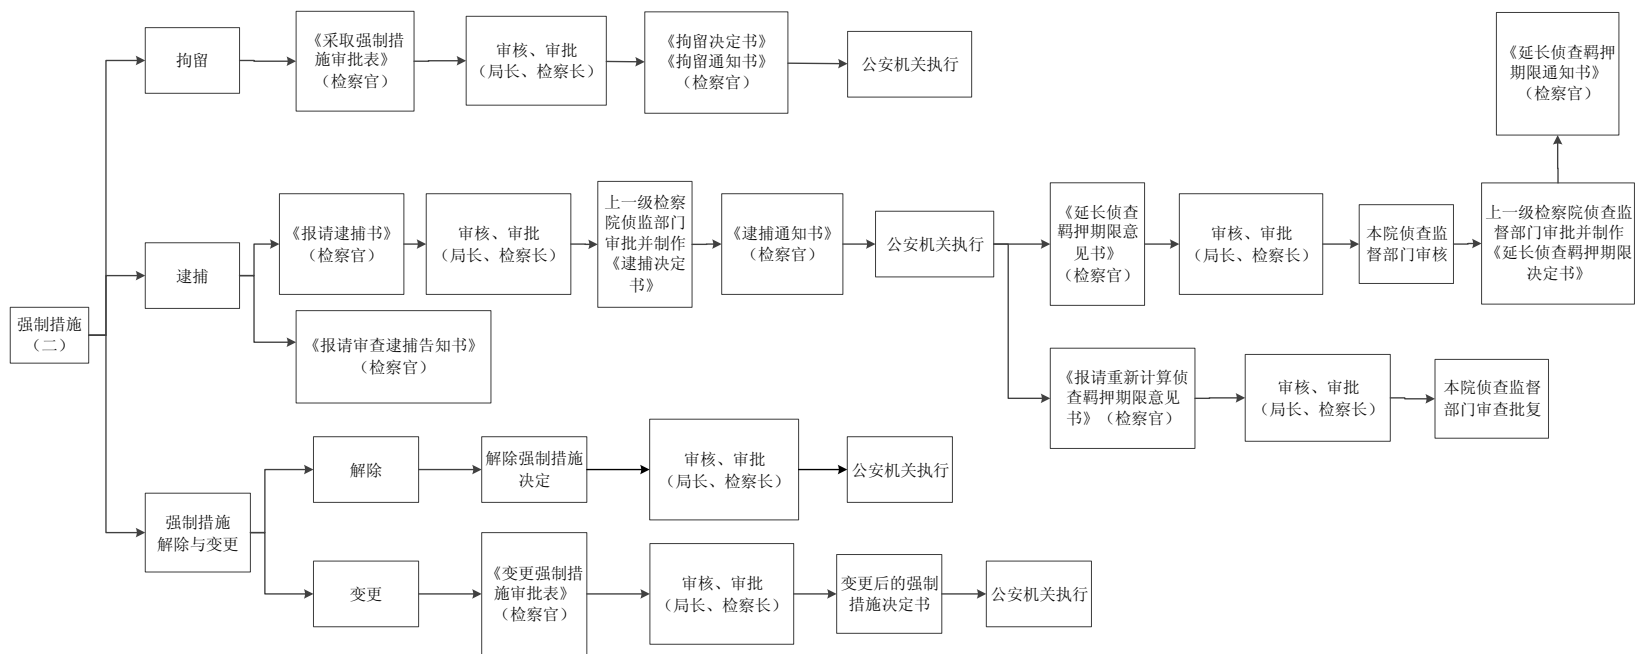 强制措施
（二）
拘留
《采取强制措
施审批表》
（检察官）
审核、审批
（局长、检察长）
《拘留决定书》
《拘留通知书》
（检察官）
公安机关执行
逮捕
《报请逮捕书》
（检察官）
审核、审批
（局长、检察长）
上一级检察
院侦监部门
审批并制作
《逮捕决定
书》
《逮捕通知书》
（检察官）
公安机关执行
《延长侦查
羁押期限意
见书》
（检察官）
审核、审批
（局长、检察长）
本院侦查监
督部门审核
上一级检察院侦查监
督部门审批并制作
《延长侦查羁押期限
决定书》
《延长侦查羁押
期限通知书》
（检察官）
《报请重新计算侦
查羁押期限意见
书》（检察官）
审核、审批
（局长、检察长）
本院侦查监督
部门审查批复
《报请审查逮捕告知书》
（检察官）
强制措施
解除与变更
解除
解除强制措施
决定
审核、审批
（局长、检察长）
公安机关执行
变更
《变更强制措
施审批表》
（检察官）
审核、审批
（局长、检察长）
变更后的强制
措施决定书
公安机关执行